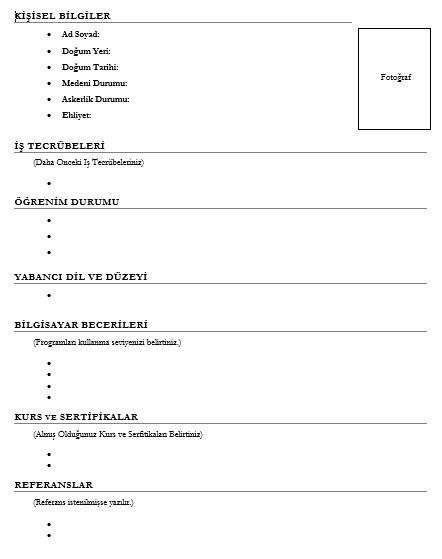 KİŞİSEL BİLGİLER
Ad Soyad:
Doğum Yeri:
Doğum Tarihi:
Medeni Durumu:
Askerlik Durumu:
Ehliyet:
Fotoğraf
İŞ TECRÜBELERİ
(Daha Önceki İş Tecrübeleriniz)
ÖĞRENİM DURUMU
YABANCI DİL VE DÜZEYİ
BİLGİSAYAR BECERİLERİ
(Programları kullanma seviyenizi belirtiniz.)
KURS VE SERTİFİKALAR
(Almış Olduğunuz Kurs ve Serfitikaları Belirtiniz)
REFERANSLAR
(Referans istenilmişse yazılır.)